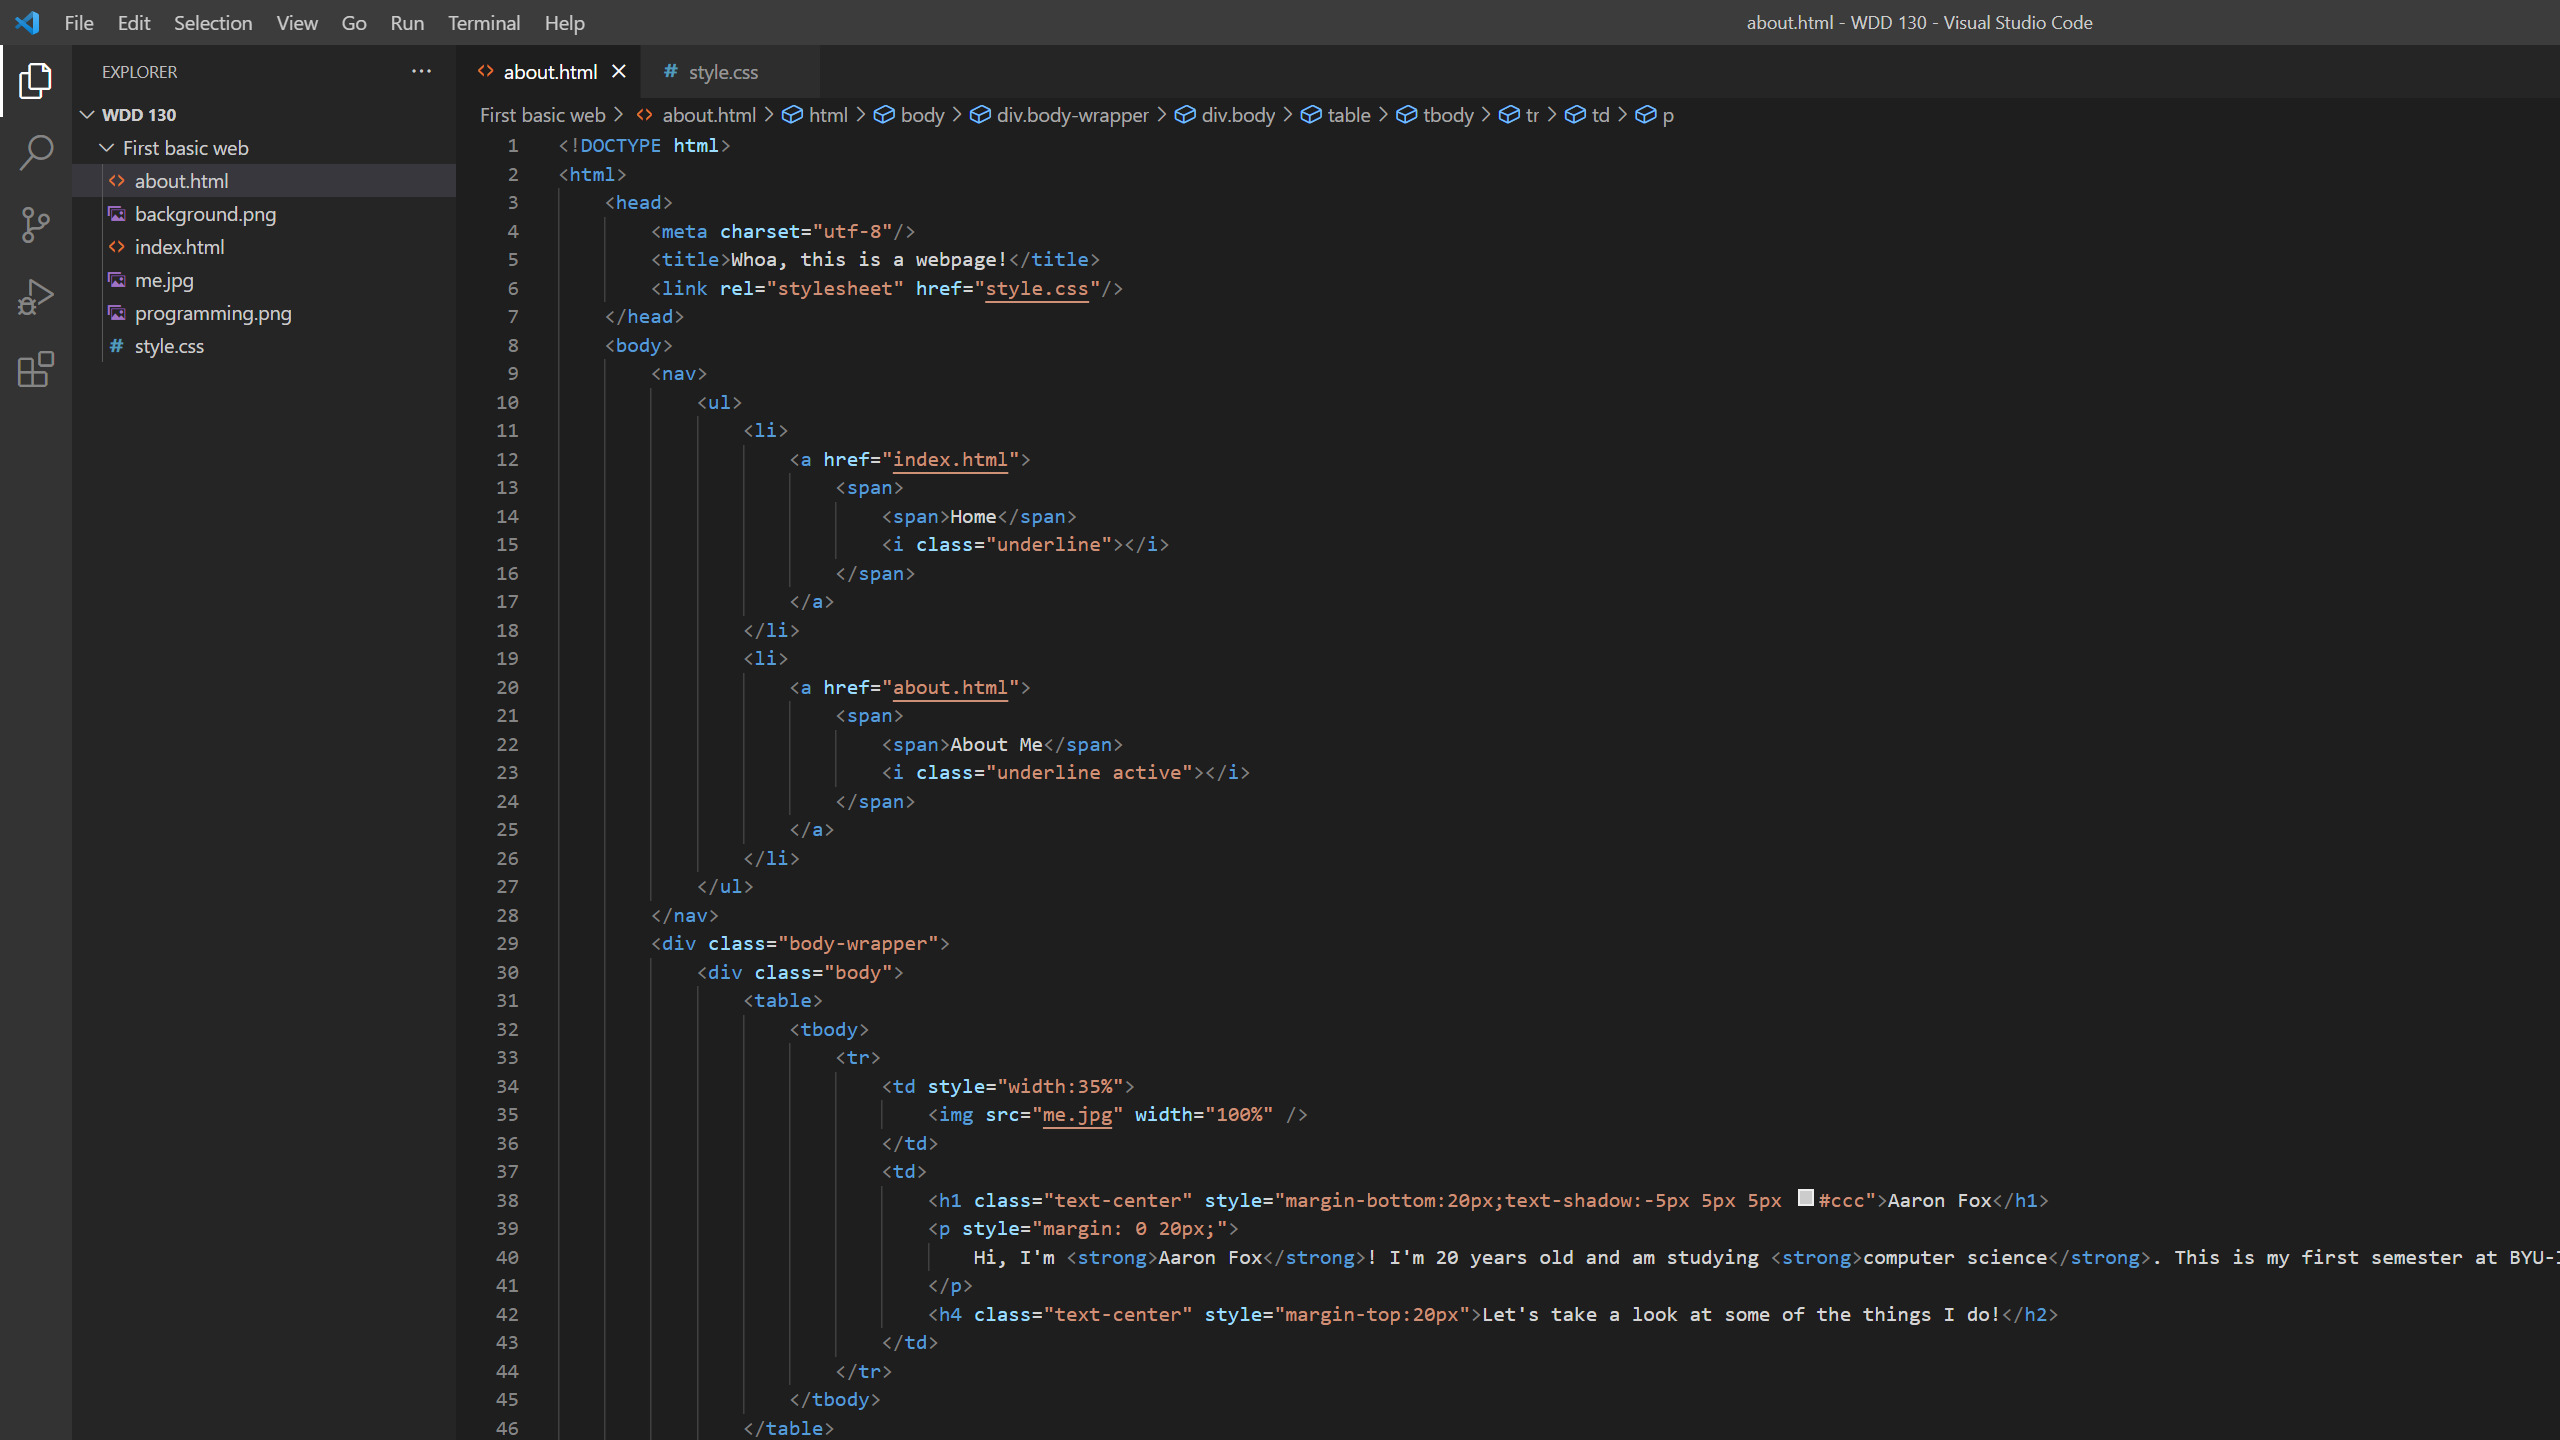 File Edit Selection View Go Run Terminal Help
about.html - WDD 130 - Visual Studio Code
EXPLORER
WDD 130
First basic web
about.html
background.png
index.html
me.jpg
programming.png
style.css
about.html
# style.css
First basic web > about.html > html > body > div.body-wrapper > div.body > table > tbody > tr > td > p
1 <!DOCTYPE html>
2 <html>
3 <head>
4 <meta charset="utf-8"/>
5 <title>Whoa, this is a webpage!</title>
6 <link rel="stylesheet" href="style.css"/>
7 </head>
8 <body>
9 <nav>
10 <ul>
11 <li>
12 <a href="index.html">
13 <span>
14 <span>Home</span>
15 <i class="underline"></i>
16 </span>
17 </a>
18 </li>
19 <li>
20 <a href="about.html">
21 <span>
22 <span>About Me</span>
23 <i class="underline active"></i>
24 </span>
25 </a>
26 </li>
27 </ul>
28 </nav>
29 <div class="body-wrapper">
30 <div class="body">
31 <table>
32 <tbody>
33 <tr>
34 <td style="width:35%">
35 <img src="me.jpg" width="100%" />
36 </td>
37 <td>
38 <h1 class="text-center" style="margin-bottom:20px;text-shadow:-5px 5px 5px #ccc">Aaron Fox</h1>
39 <p style="margin: 0 20px;">
40 Hi, I'm <strong>Aaron Fox</strong>! I'm 20 years old and am studying <strong>computer science</strong>. This is my first semester at BYU-
41 </p>
42 <h4 class="text-center" style="margin-top:20px">Let's take a look at some of the things I do!</h2>
43 </td>
44 </tr>
45 </tbody>
46 </table>